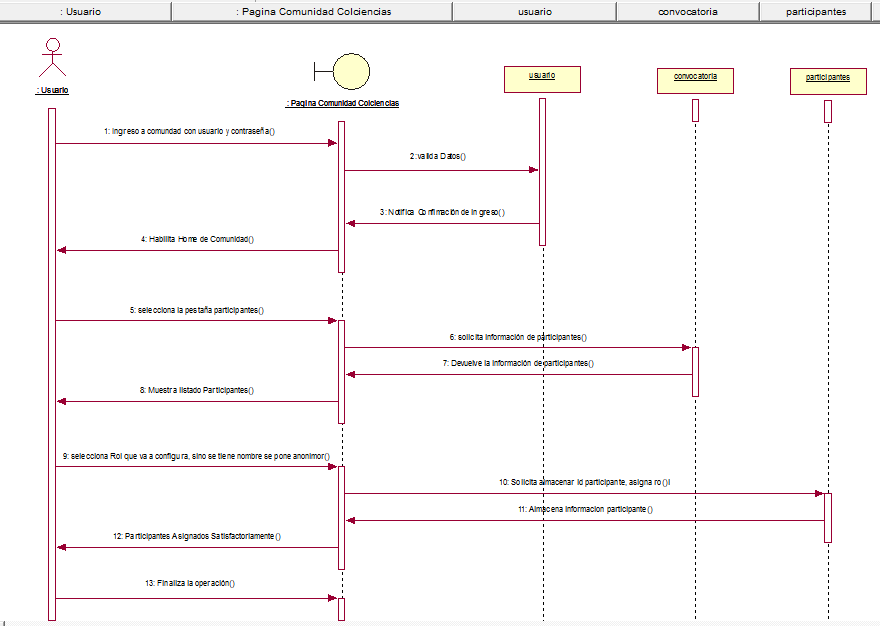 : Usuario
: Pagina Comunidad Colciencias
usuario
convocatoria
participantes
usuario
convocatoria
participantes
: Usuario
: Pagina Comunidad Colciencias
1: Ingreso a comundad con usuario y contraseña()
2:valida Datos()
3: Notifica Confimación de Ingreso()
4: Habilita Home de Comunidad()
5: selecciona la pestaña participantes()
6: solicita información de participantes()
7: Devuelve la información de participantes()
8: Muestra listado Participantes()
9: selecciona Rol que va a configura, sino se tiene nombre se pone anonimor()
10: Solicita almacenar id participante, asigna ro()l
11: Almacena informacion participante()
12: Participantes Asignados Satisfactoriamente()
13: Finaliza la operación()